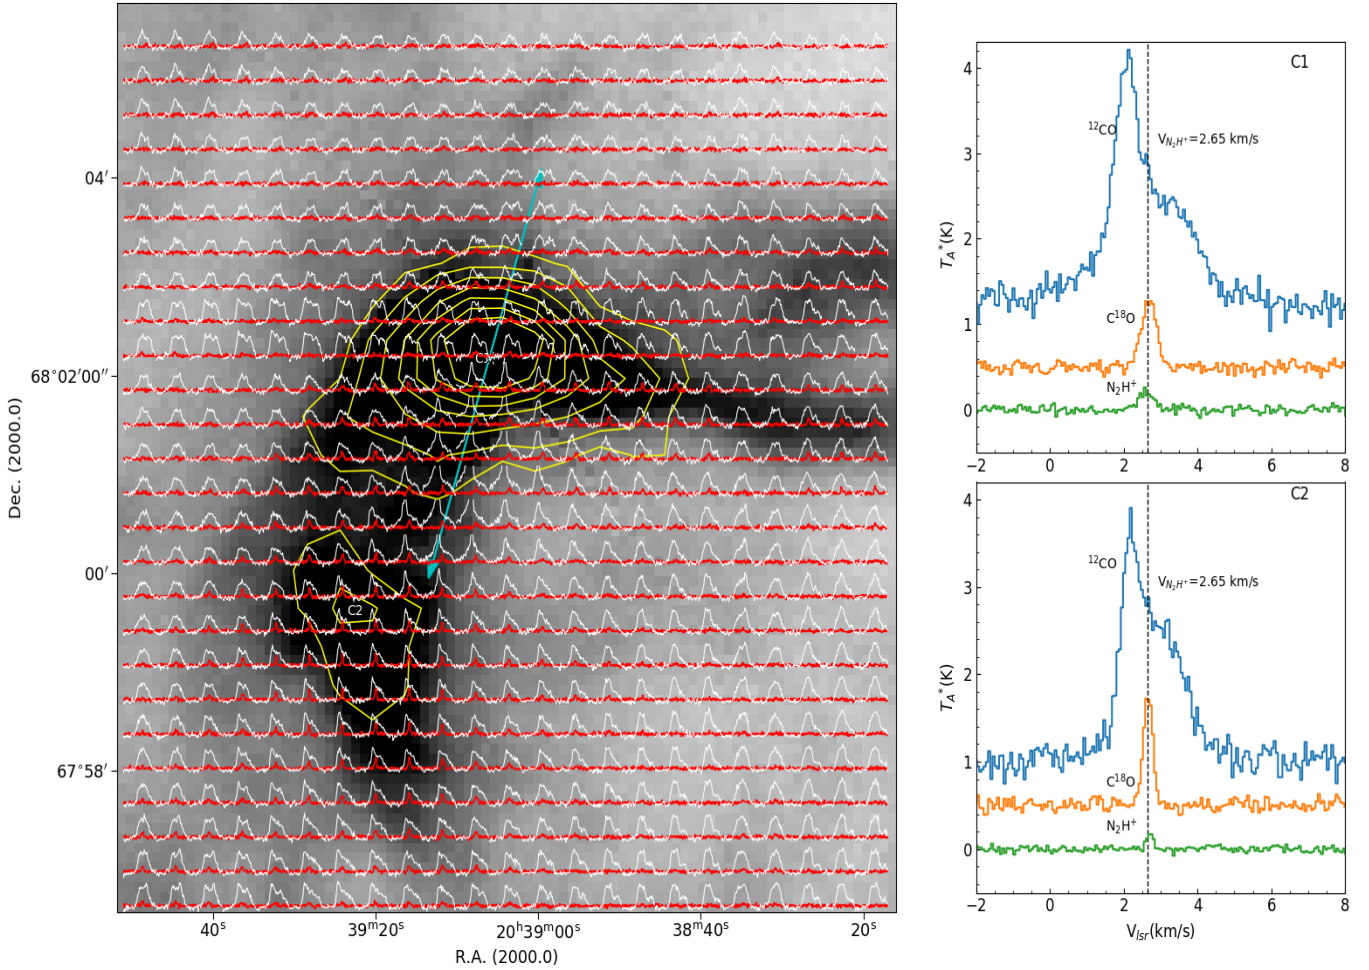 Dec. (2000.0)
04′
68°02′00″
00′
67°58′
C1
C2
40ˢ
39ᵐ20ˢ
20ʰ39ᵐ00ˢ
38ᵐ40ˢ
20ˢ
R.A. (2000.0)
C1
T_A*(K)
4
3
2
1
0
¹²CO
V_N₂H⁺=2.65 km/s
C¹⁸O
N₂H⁺
−2 0 2 4 6 8
C2
T_A*(K)
4
3
2
1
0
¹²CO
V_N₂H⁺=2.65 km/s
C¹⁸O
N₂H⁺
−2 0 2 4 6 8
V_lsr(km/s)